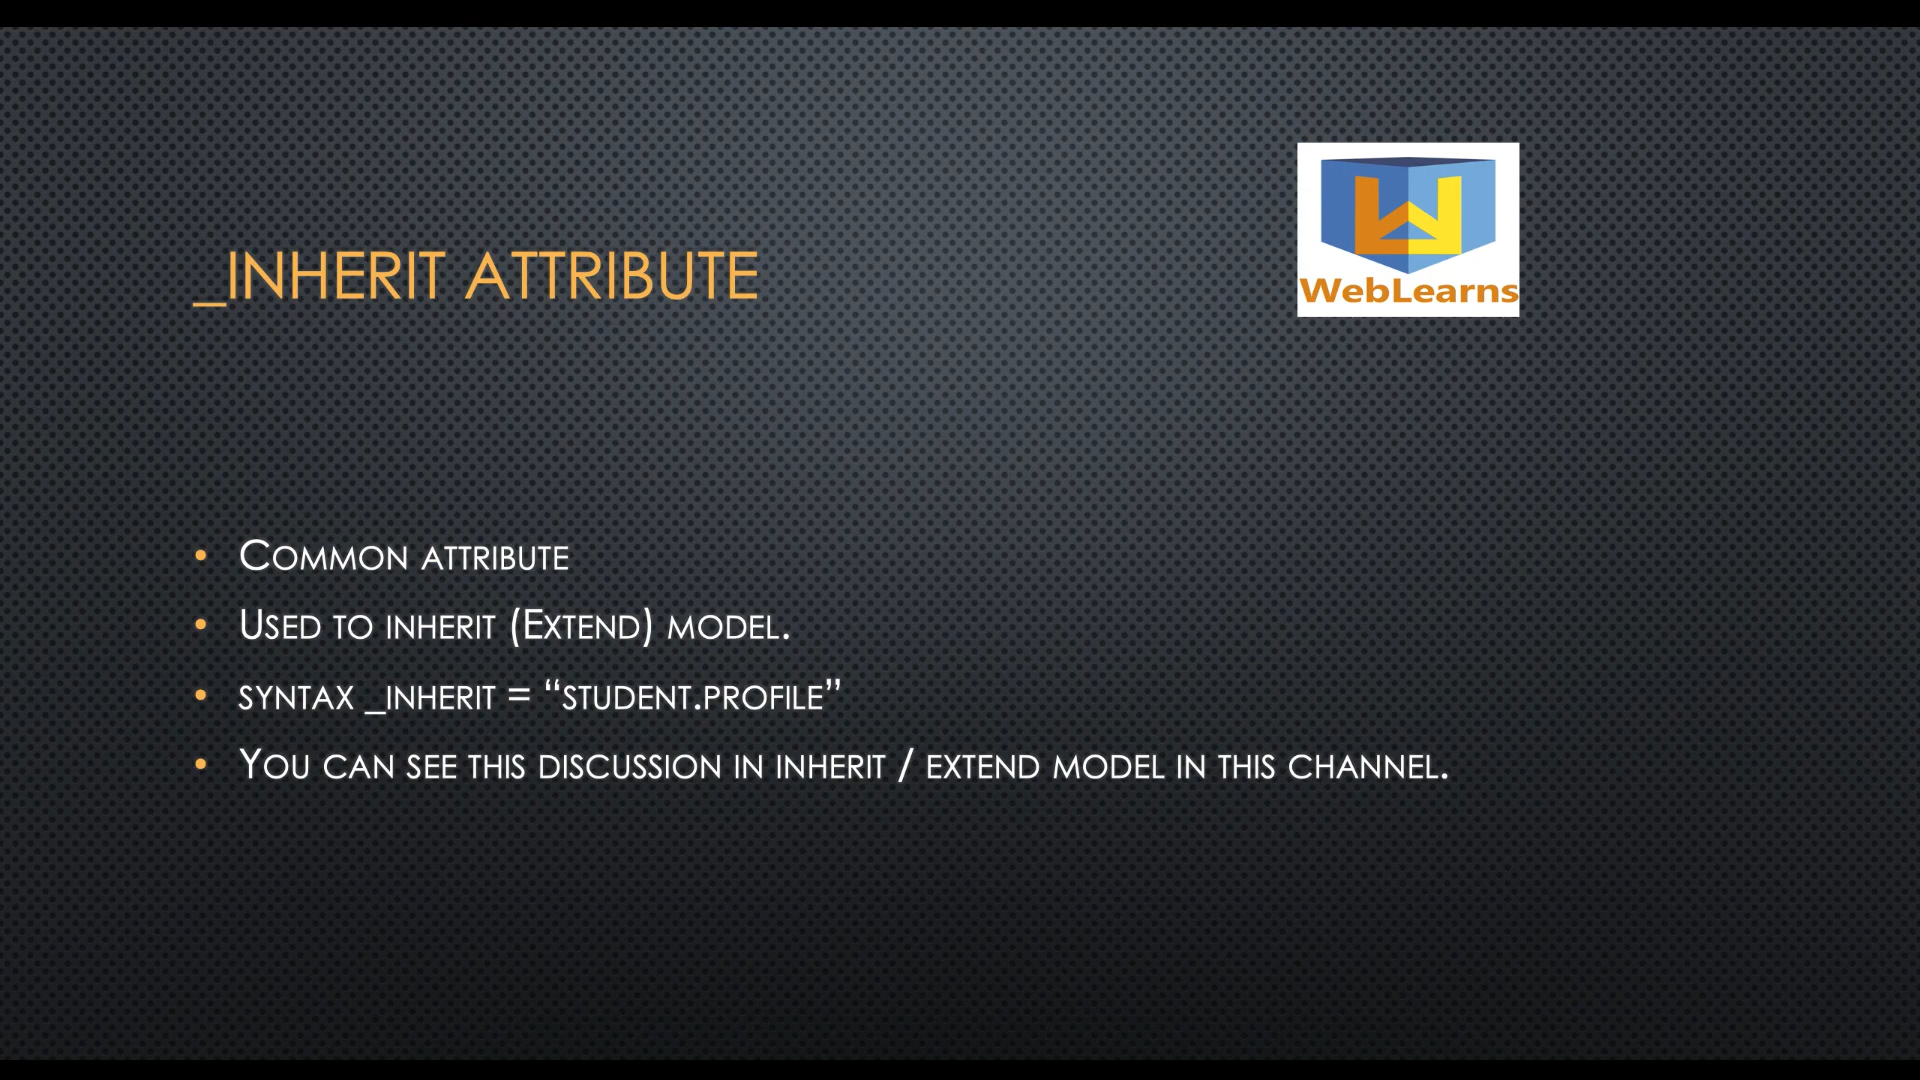 _INHERIT ATTRIBUTE
WebLearns
• Common attribute
• Used to inherit (Extend) model.
• syntax _inherit = “student.profile”
• You can see this discussion in inherit / extend model in this channel.